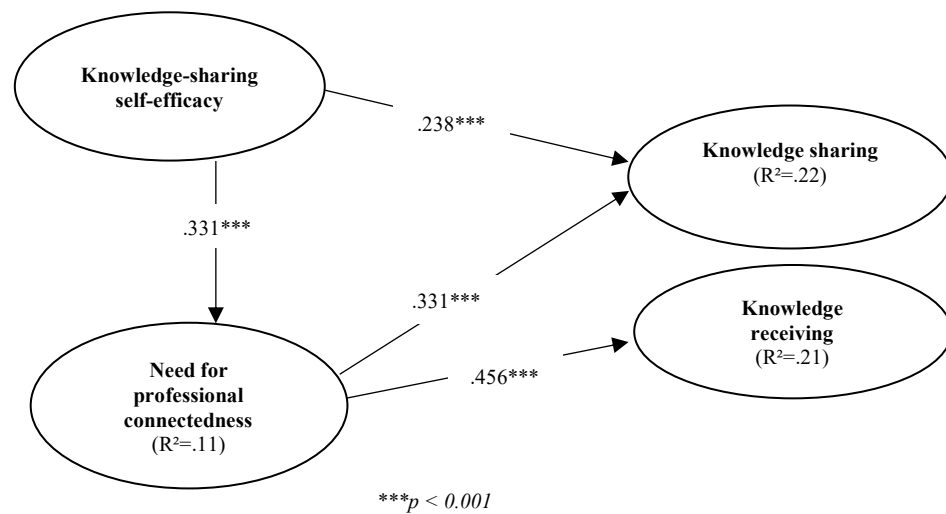 Knowledge-sharing
self-efficacy
.238***
Knowledge sharing
(R²=.22)
.331***
.331***
Knowledge
receiving
(R²=.21)
.456***
Need for
professional
connectedness
(R²=.11)
***p < 0.001